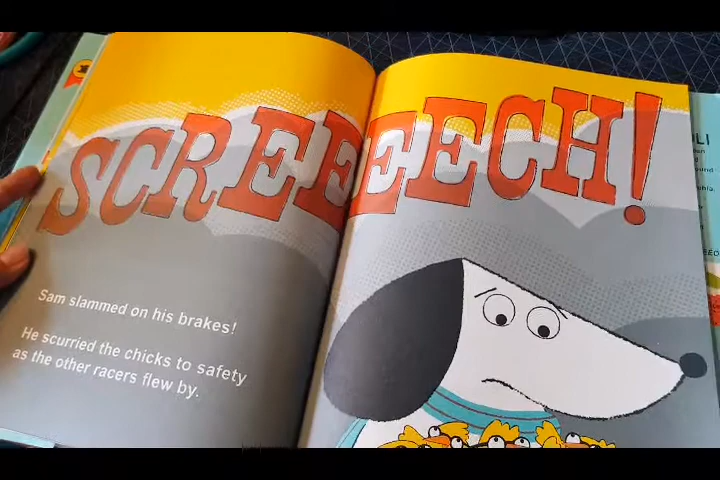 SCREEEECH!
Sam slammed on his brakes!
He scurried the chicks to safety
as the other racers flew by.